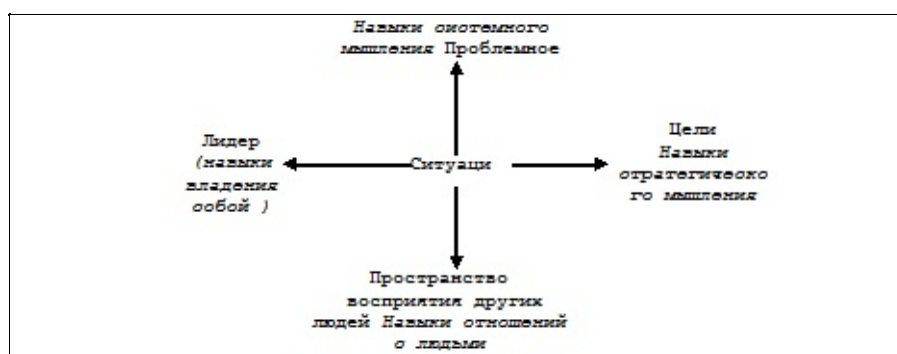 Навыки системного
мышления Проблемное
Лидер
(навыки
владения
собой )
Ситуаци
Цели
Навыки
стратегическо
го мышления
Пространство
восприятия других
людей Навыки отношений
с людьми